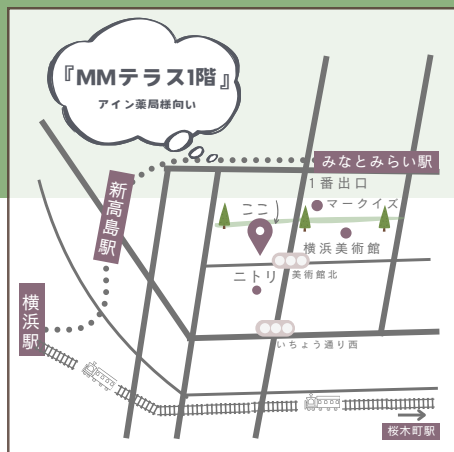 『MMテラス1階』
アイン薬局様向い
みなとみらい駅
1番出口
マークイズ
ここ
新高島駅
横浜美術館
ニトリ
美術館北
横浜駅
いちょう通り西
桜木町駅